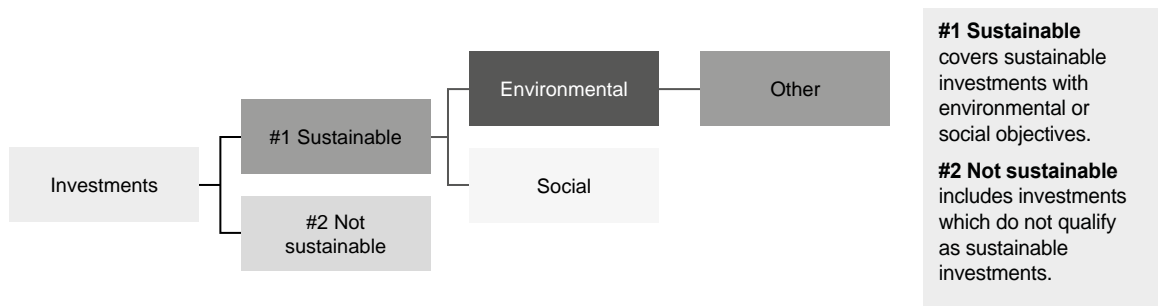 Investments
#1 Sustainable
#2 Not
sustainable
Environmental
Social
Other
#1 Sustainable
covers sustainable
investments with
environmental or
social objectives.
#2 Not sustainable
includes investments
which do not qualify
as sustainable
investments.